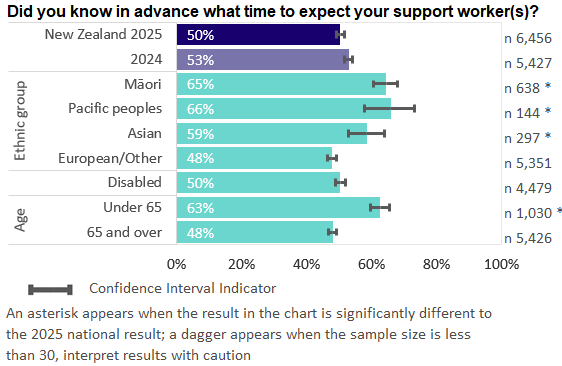 Did you know in advance what time to expect your support worker(s)?
New Zealand 2025 50% n 6,456
2024 53% n 5,427
Ethnic group
Māori 65% n 638 *
Pacific peoples 66% n 144 *
Asian 59% n 297 *
European/Other 48% n 5,351
Disabled 50% n 4,479
Age
Under 65 63% n 1,030 *
65 and over 48% n 5,426
0% 20% 40% 60% 80% 100%
Confidence Interval Indicator
An asterisk appears when the result in the chart is significantly different to
the 2025 national result; a dagger appears when the sample size is less
than 30, interpret results with caution